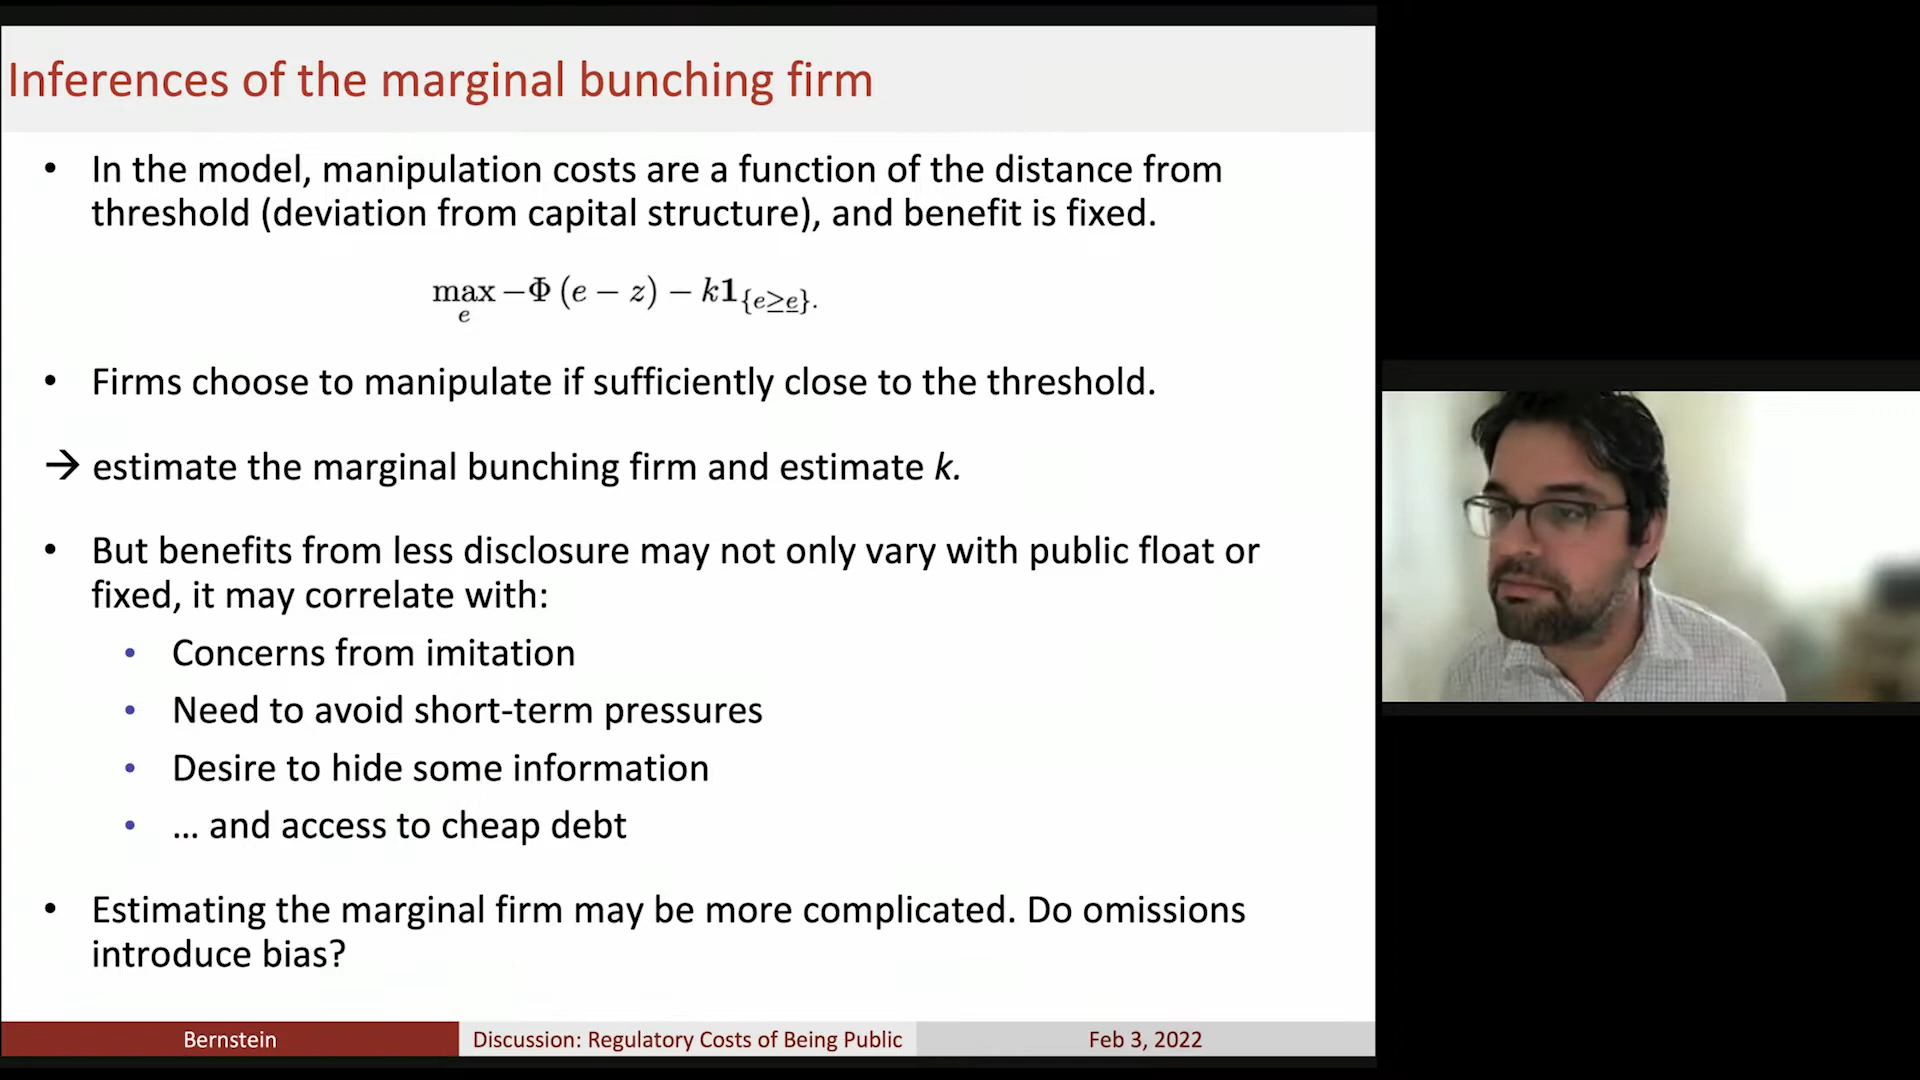 Inferences of the marginal bunching firm
• In the model, manipulation costs are a function of the distance from
threshold (deviation from capital structure), and benefit is fixed.
max −Φ (e − z) − k1{e≥e}.
e
• Firms choose to manipulate if sufficiently close to the threshold.
→ estimate the marginal bunching firm and estimate k.
• But benefits from less disclosure may not only vary with public float or
fixed, it may correlate with:
• Concerns from imitation
• Need to avoid short-term pressures
• Desire to hide some information
• ... and access to cheap debt
• Estimating the marginal firm may be more complicated. Do omissions
introduce bias?
Bernstein Discussion: Regulatory Costs of Being Public Feb 3, 2022